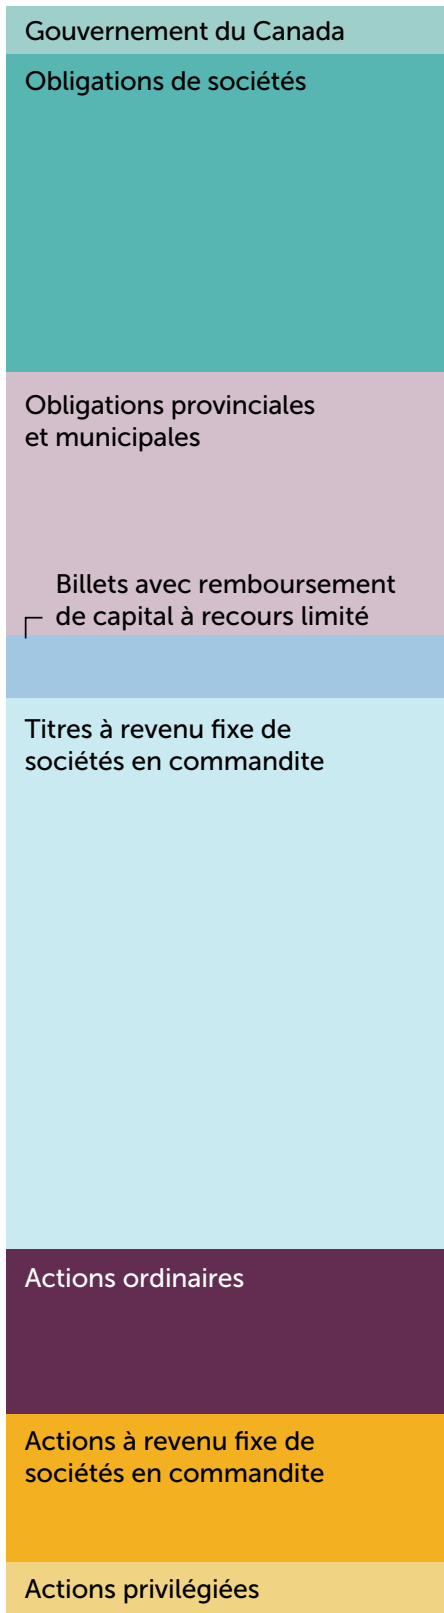 Gouvernement du Canada
Obligations de sociétés
Obligations provinciales
et municipales
Billets avec remboursement
de capital à recours limité
Titres à revenu fixe de
sociétés en commandite
Actions ordinaires
Actions à revenu fixe de
sociétés en commandite
Actions privilégiées